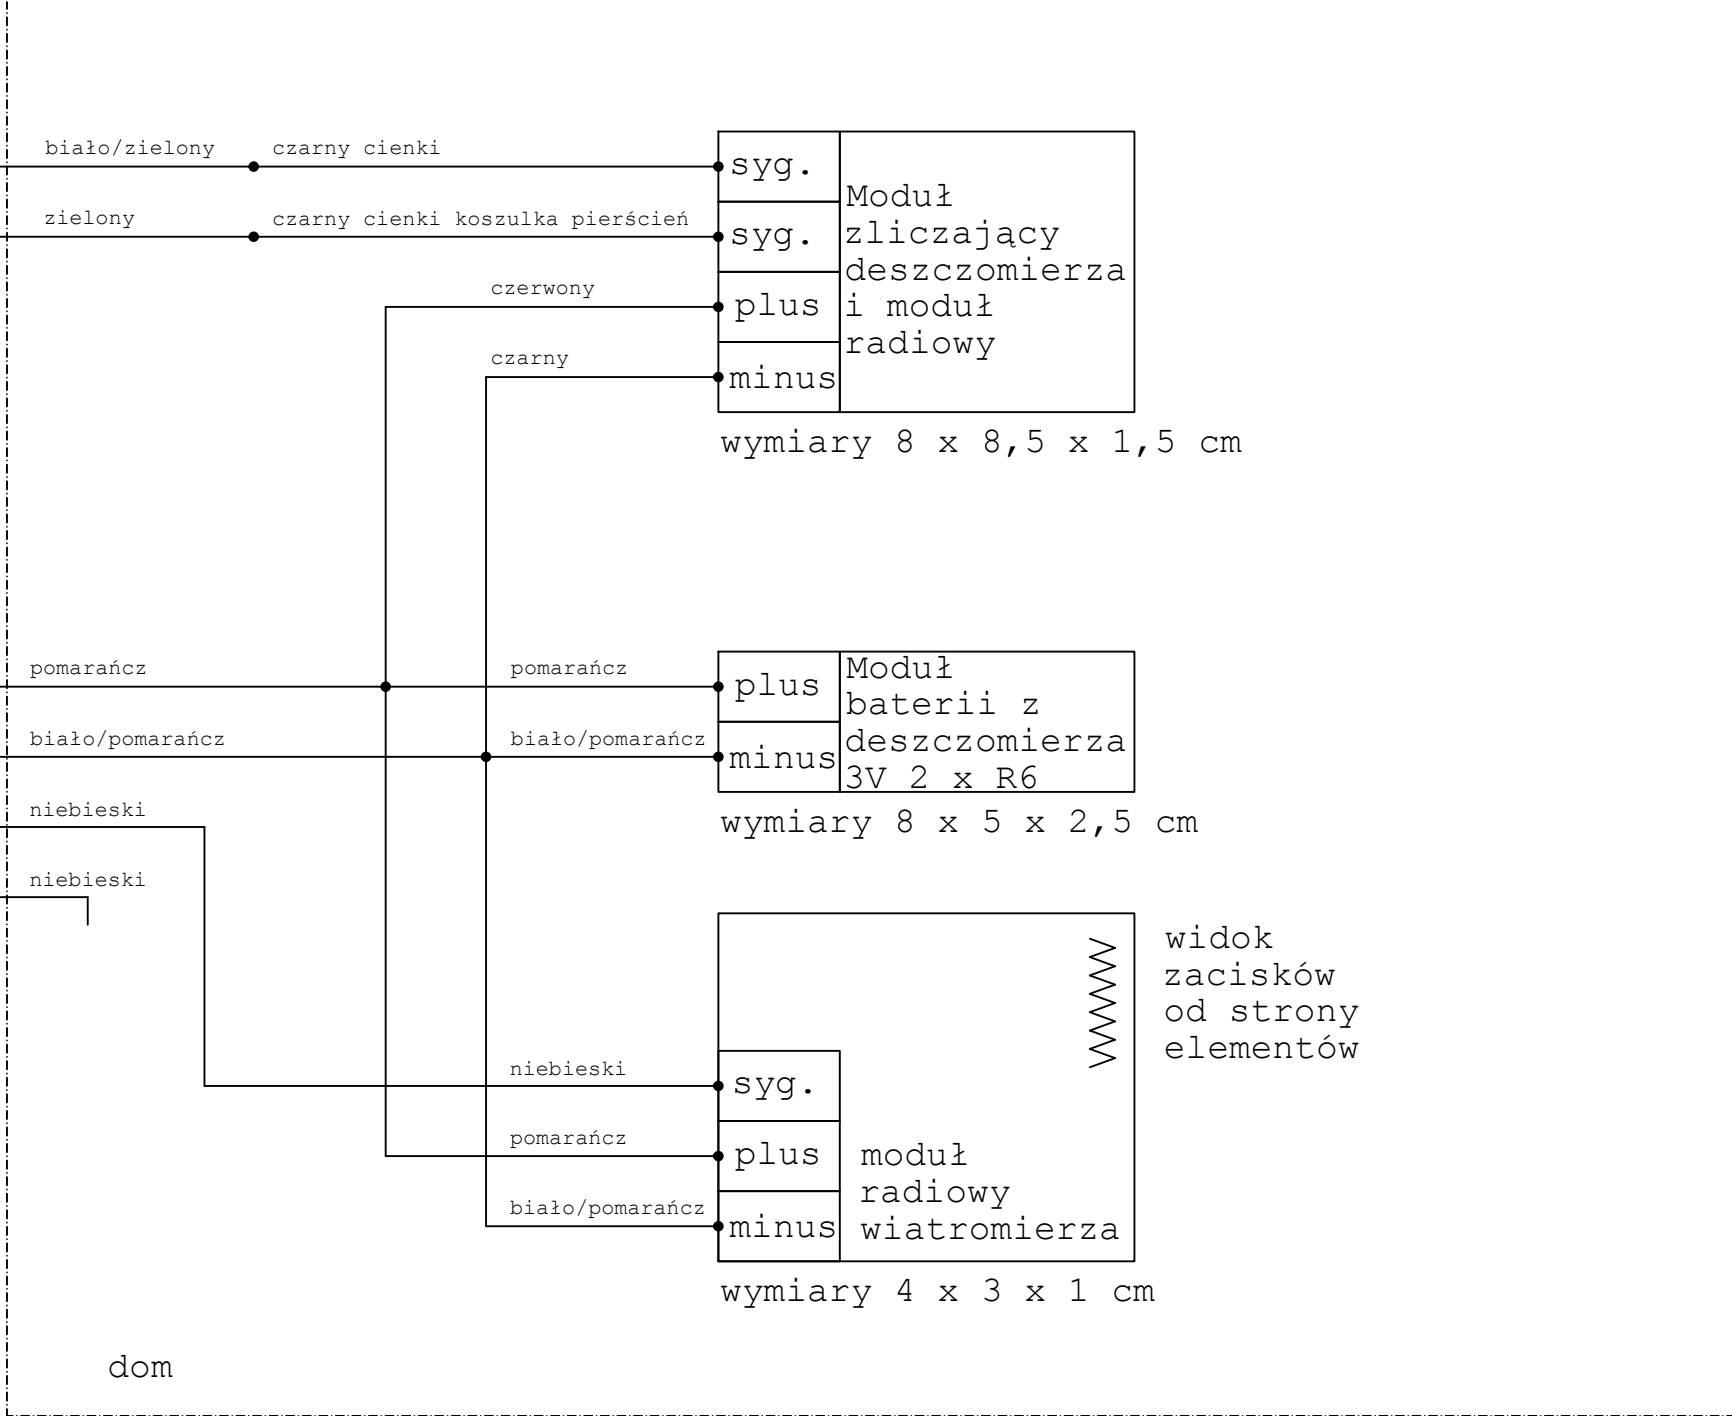 biało/zielony
czarny cienki
syg.
zielony
czarny cienki koszulka pierścień
syg.
czerwony
plus
czarny
minus
Moduł
zliczający
deszczomierza
i moduł
radiowy
wymiary 8 x 8,5 x 1,5 cm
pomarańcz
pomarańcz
plus
biało/pomarańcz
biało/pomarańcz
minus
Moduł
baterii z
deszczomierza
3V 2 x R6
wymiary 8 x 5 x 2,5 cm
niebieski
niebieski
widok
zacisków
od strony
elementów
niebieski
syg.
pomarańcz
plus
biało/pomarańcz
minus
moduł
radiowy
wiatromierza
wymiary 4 x 3 x 1 cm
dom